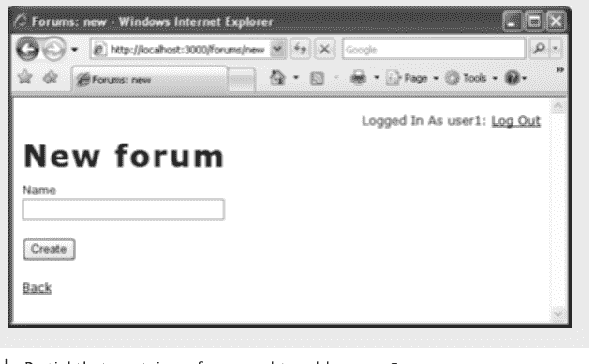 Forums: new - Windows Internet Explorer
http://localhost:3000/forums/new
Google
Forums: new
Page
Tools
Logged In As user1: Log Out
New forum
Name
Create
Back